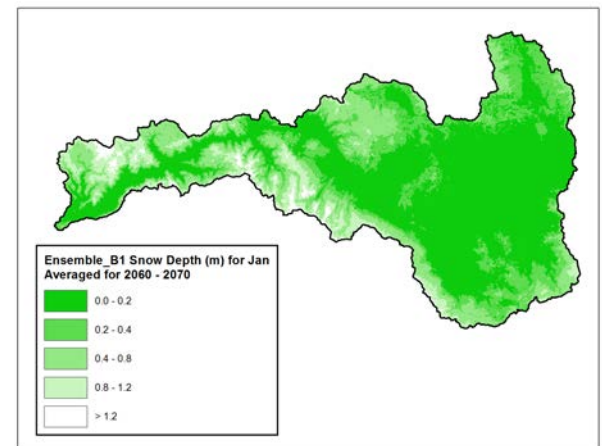 Ensemble_B1 Snow Depth (m) for Jan
Averaged for 2060 - 2070
0.0 - 0.2
0.2 - 0.4
0.4 - 0.8
0.8 - 1.2
> 1.2